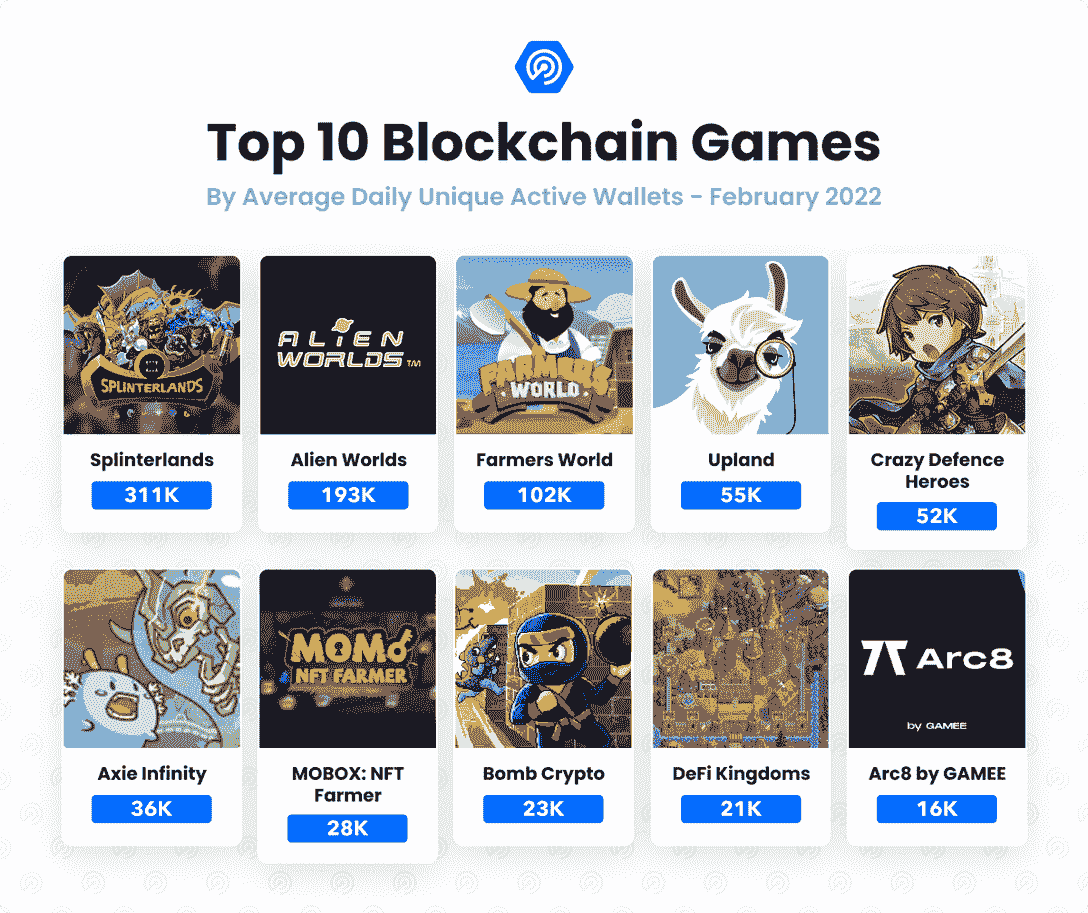 Top 10 Blockchain Games
By Average Daily Unique Active Wallets - February 2022
SPLINTERLANDS
ALIEN
WORLDS™
FARMERS
WORLD
Splinterlands
Alien Worlds
Farmers World
Upland
Crazy Defence
Heroes
311K
193K
102K
55K
52K
MOMO
NFT FARMER
Arc8
by GAMEE
Axie Infinity
MOBOX: NFT
Farmer
Bomb Crypto
DeFi Kingdoms
Arc8 by GAMEE
36K
28K
23K
21K
16K